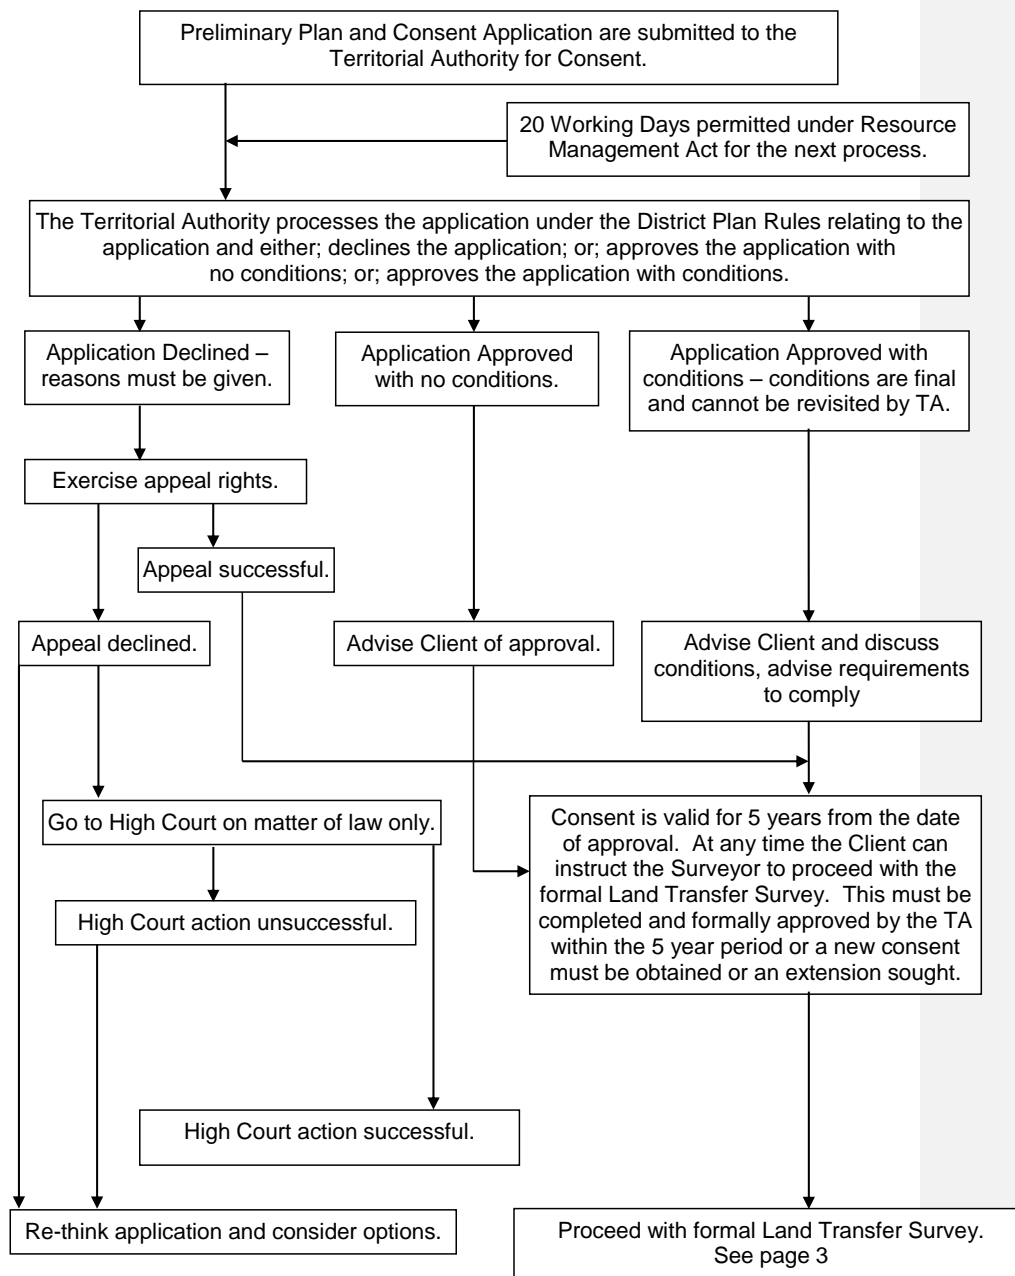 Preliminary Plan and Consent Application are submitted to the
Territorial Authority for Consent.
20 Working Days permitted under Resource
Management Act for the next process.
The Territorial Authority processes the application under the District Plan Rules relating to the
application and either; declines the application; or; approves the application with
no conditions; or; approves the application with conditions.
Application Declined –
reasons must be given.
Application Approved
with no conditions.
Application Approved with
conditions – conditions are final
and cannot be revisited by TA.
Exercise appeal rights.
Appeal successful.
Appeal declined.
Advise Client of approval.
Advise Client and discuss
conditions, advise requirements
to comply
Go to High Court on matter of law only.
Consent is valid for 5 years from the date
of approval.  At any time the Client can
instruct the Surveyor to proceed with the
formal Land Transfer Survey.  This must be
completed and formally approved by the TA
within the 5 year period or a new consent
must be obtained or an extension sought.
High Court action unsuccessful.
High Court action successful.
Re-think application and consider options.
Proceed with formal Land Transfer Survey.
See page 3